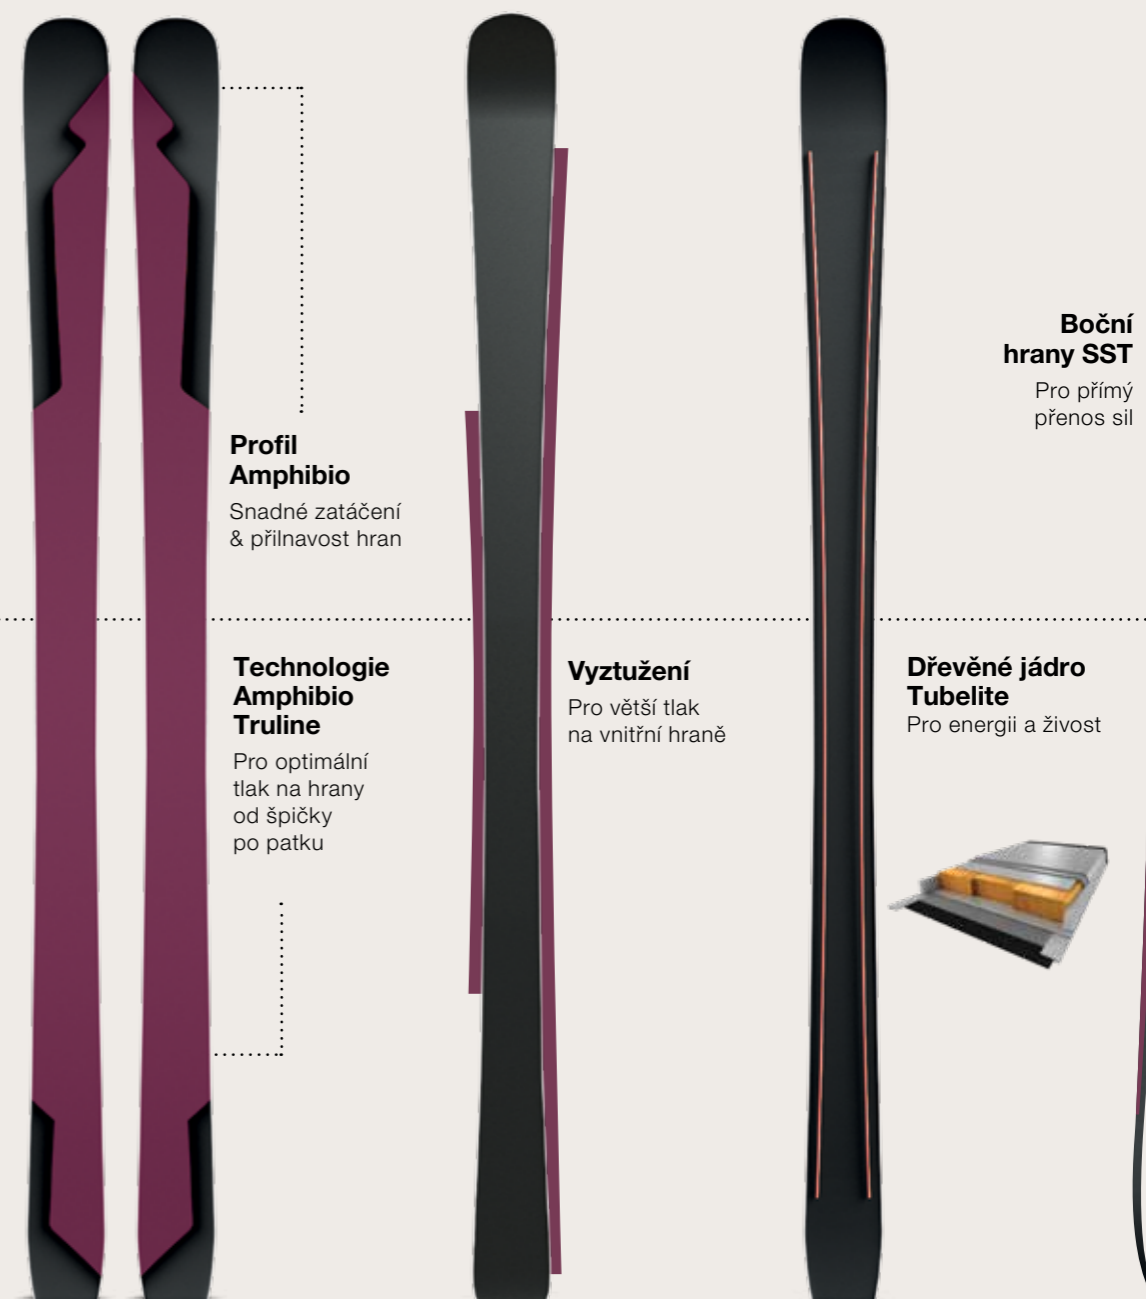 Profil
Amphibio
Snadné zatáčení
& přilnavost hran
Technologie
Amphibio
Truline
Pro optimální
tlak na hrany
od špičky
po patku
Vyztužení
Pro větší tlak
na vnitřní hraně
Boční
hrany SST
Pro přímý
přenos sil
Dřevěné jádro
Tubelite
Pro energii a živost